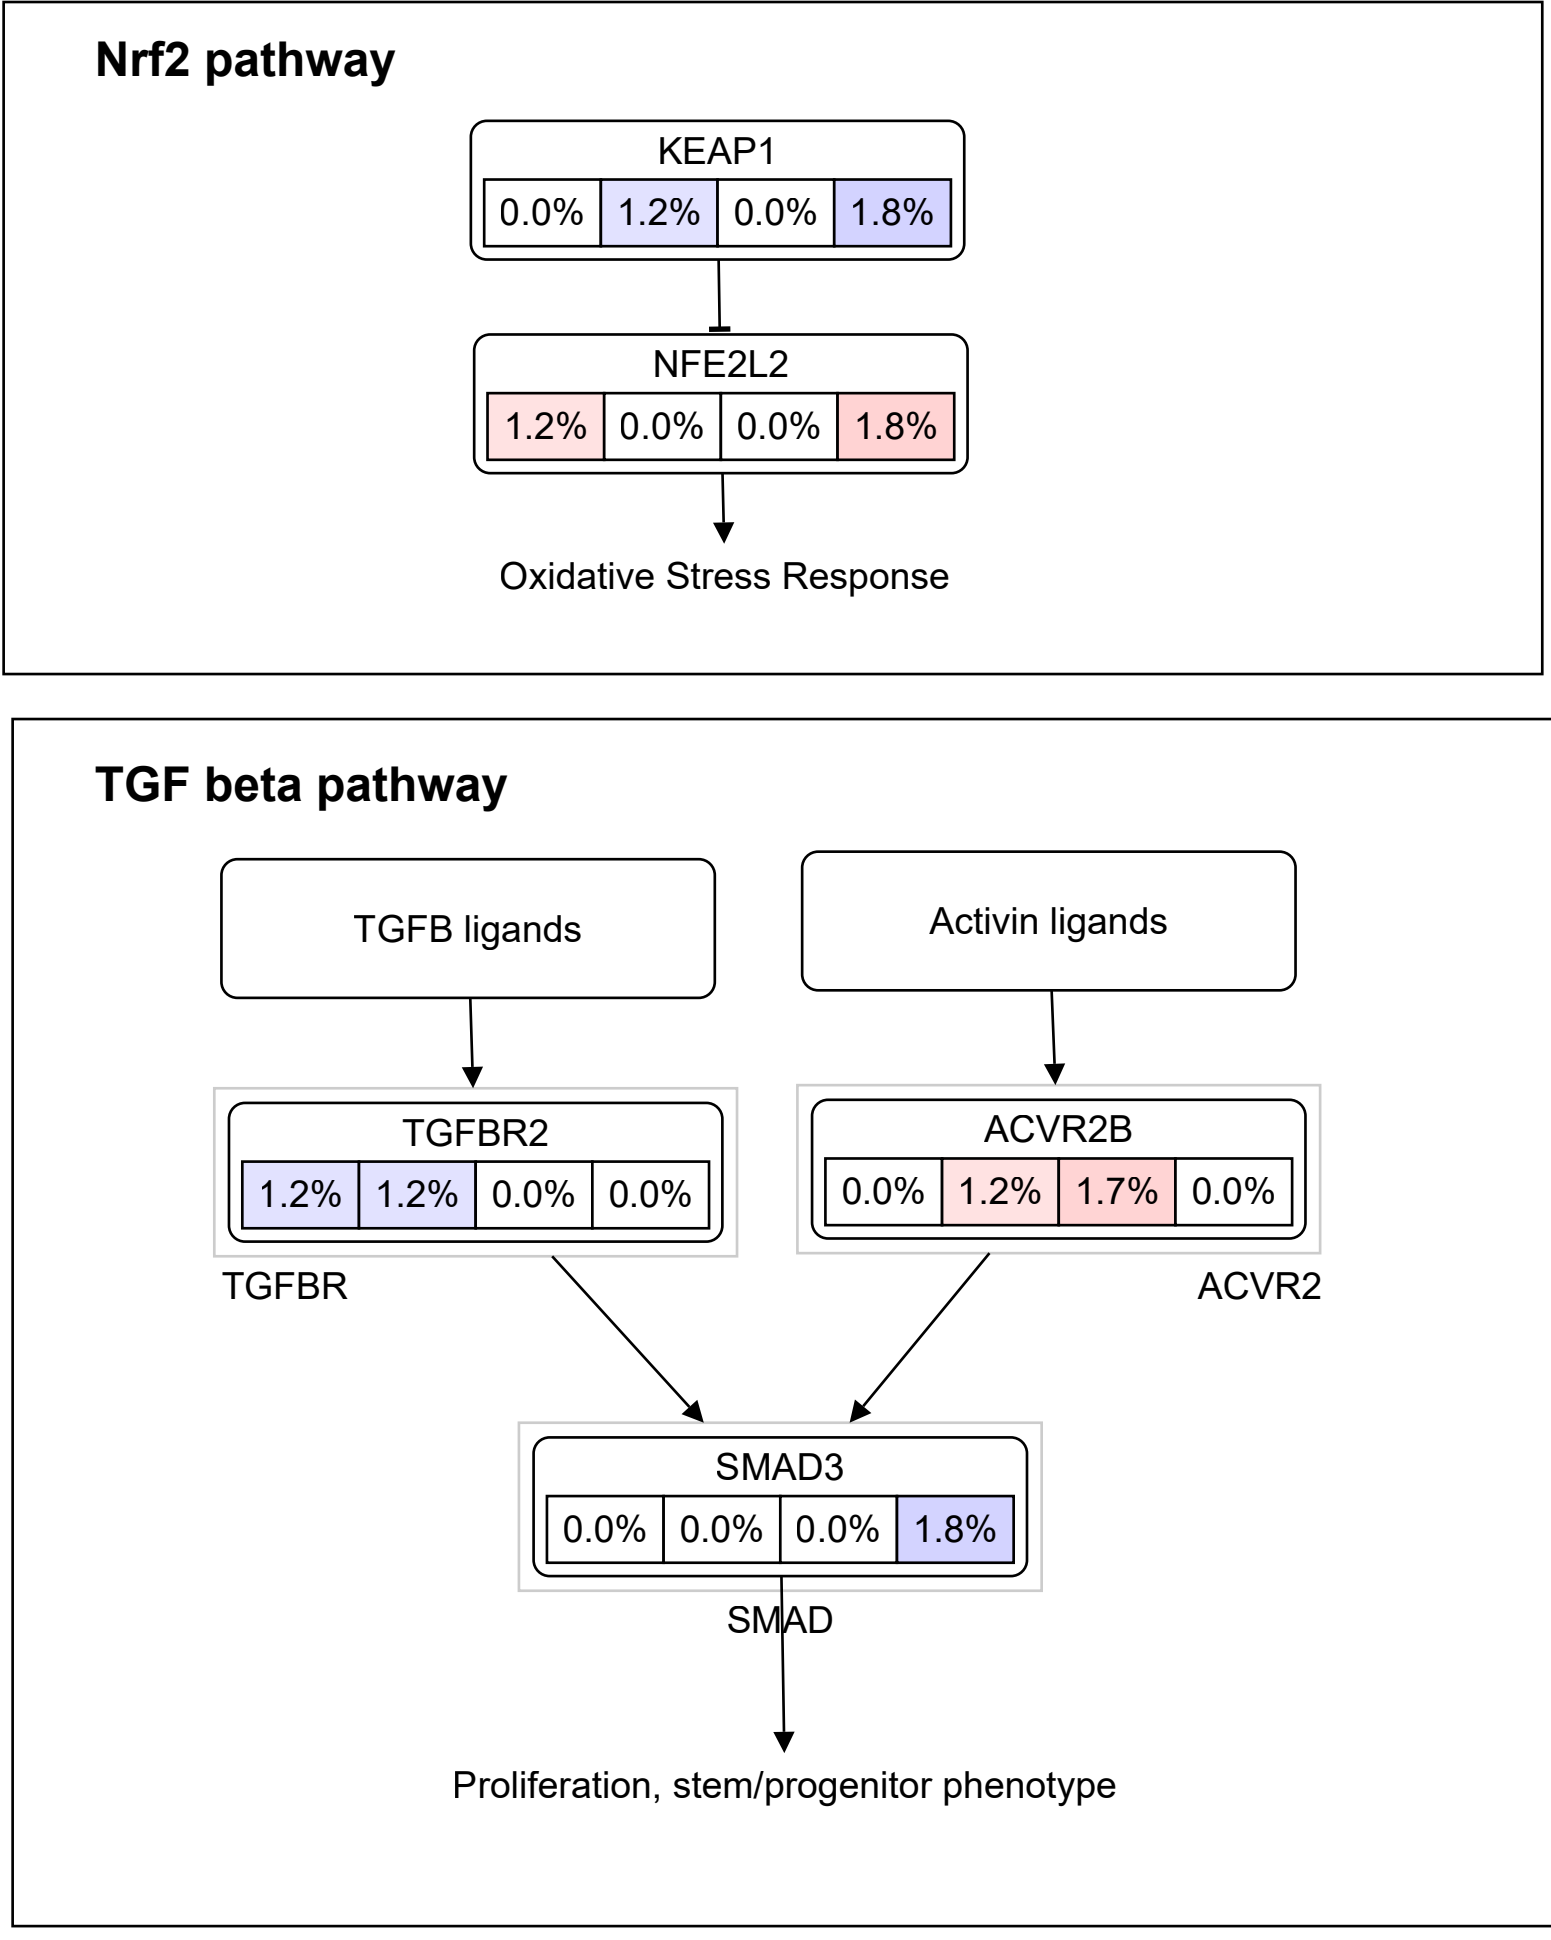 Nrf2 pathway
KEAP1
0.0% 1.2% 0.0% 1.8%
NFE2L2
1.2% 0.0% 0.0% 1.8%
Oxidative Stress Response
TGF beta pathway
TGFB ligands
Activin ligands
TGFBR2
1.2% 1.2% 0.0% 0.0%
TGFBR
ACVR2B
0.0% 1.2% 1.7% 0.0%
ACVR2
SMAD3
0.0% 0.0% 0.0% 1.8%
SMAD
Proliferation, stem/progenitor phenotype